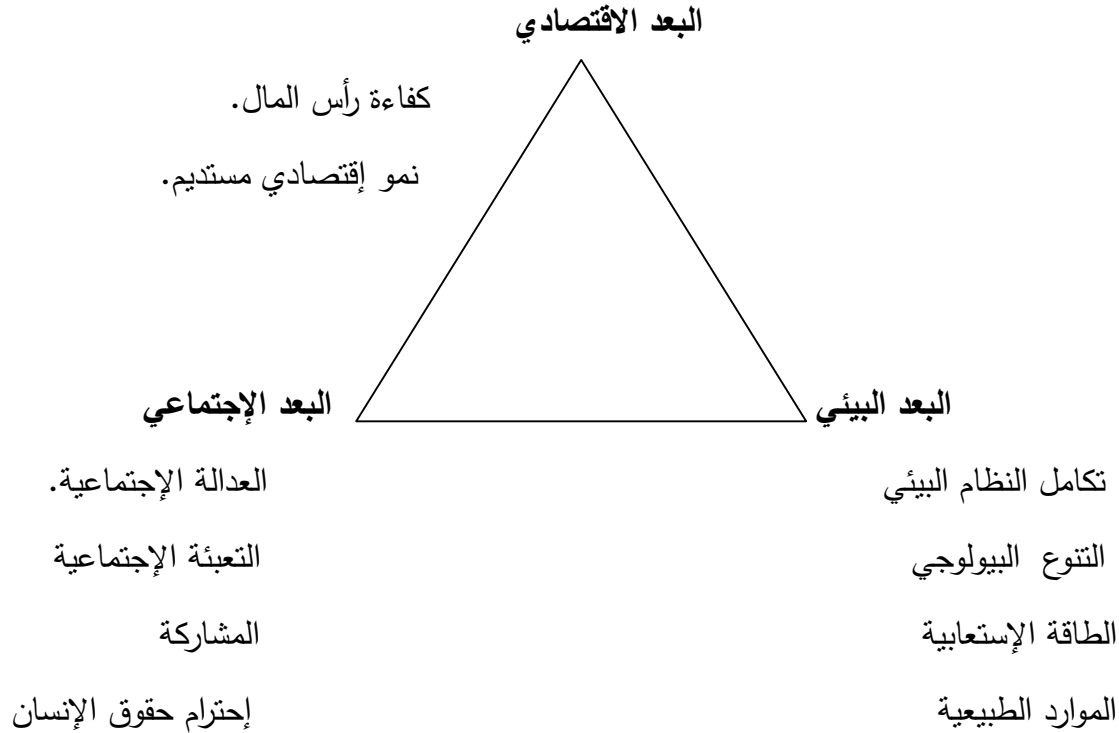 البعد الاقتصادي
كفاءة رأس المال.
نمو إقتصادي مستديم.
البعد البيئي
البعد الإجتماعي
تكامل النظام البيئي
العدالة الإجتماعية.
التنوع البيولوجي
التعبئة الإجتماعية
الطاقة الإستعابية
المشاركة
الموارد الطبيعية
إحترام حقوق الإنسان